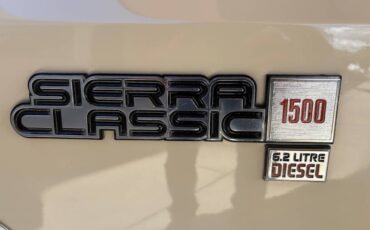 SIERRA
CLASSIC 1500
6.2 LITRE
DIESEL